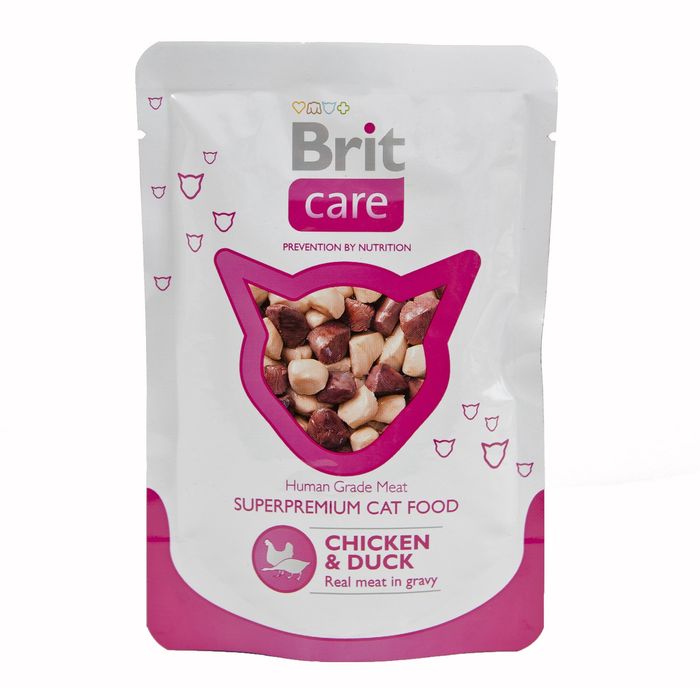 Brit
care
PREVENTION BY NUTRITION
Human Grade Meat
SUPERPREMIUM CAT FOOD
CHICKEN
& DUCK
Real meat in gravy